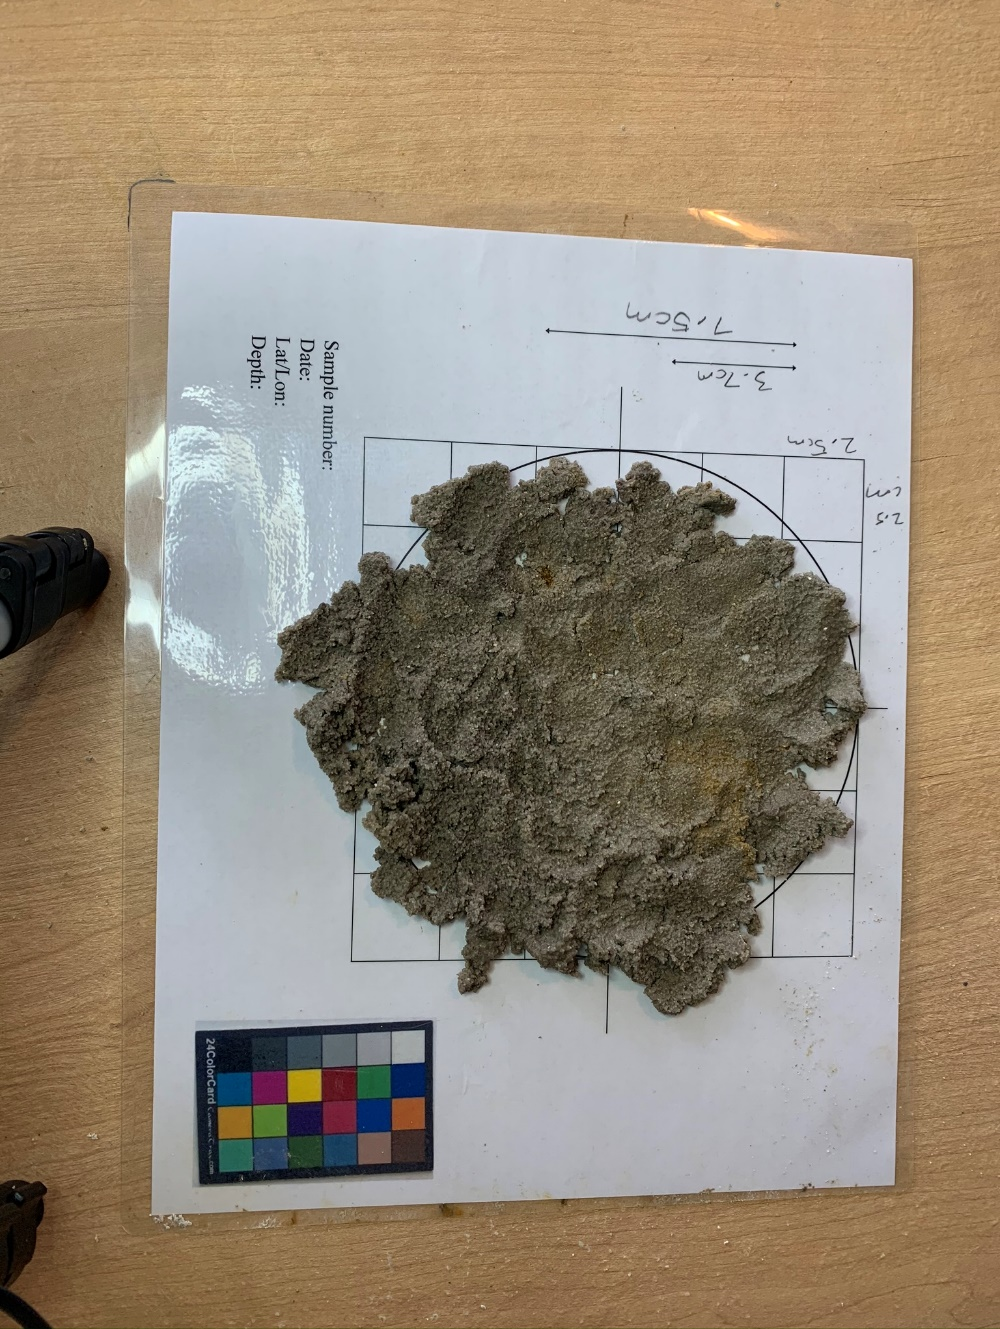 Sample number:
Date:
Lat/Lon:
Depth:
7.5cm
3.7cm
2.5cm
2.5
cm
24ColorCard